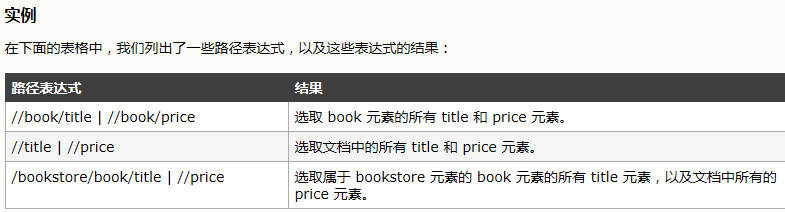 实例
在下面的表格中，我们列出了一些路径表达式，以及这些表达式的结果：
路径表达式 结果
//book/title | //book/price 选取 book 元素的所有 title 和 price 元素。
//title | //price 选取文档中的所有 title 和 price 元素。
/bookstore/book/title | //price 选取属于 bookstore 元素的 book 元素的所有 title 元素，以及文档中所有的
price 元素。